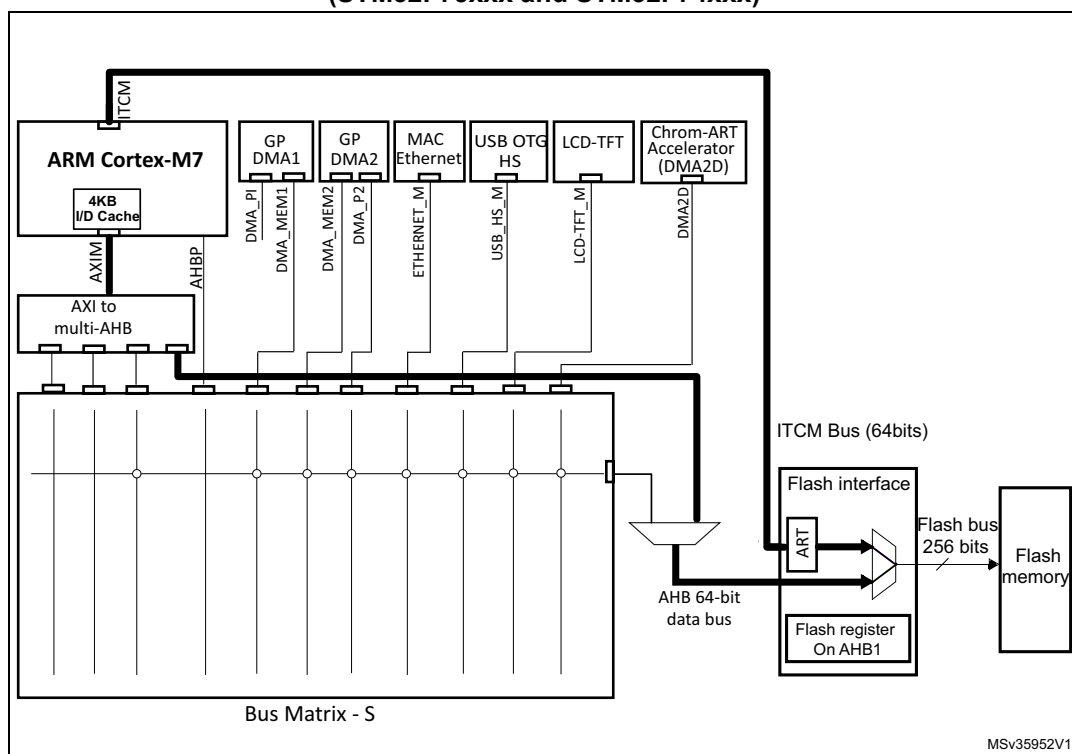 ITCM
ARM Cortex-M7
4KB
I/D Cache
GP
DMA1
GP
DMA2
MAC
Ethernet
USB OTG
HS
LCD-TFT
Chrom-ART
Accelerator
(DMA2D)
AXIM
AHBP
DMA_PI
DMA_MEM1
DMA_MEM2
DMA_P2
ETHERNET_M
USB_HS_M
LCD-TFT_M
DMA2D
AXI to
multi-AHB
ITCM Bus (64bits)
Flash interface
ART
Flash bus
256 bits
Flash
memory
AHB 64-bit
data bus
Flash register
On AHB1
Bus Matrix - S
MSv35952V1